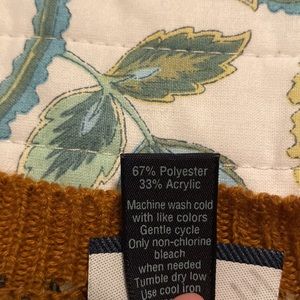 67% Polyester
33% Acrylic
Machine wash cold
with like colors
Gentle cycle
Only non-chlorine
bleach
when needed
Tumble dry low
Use cool iron